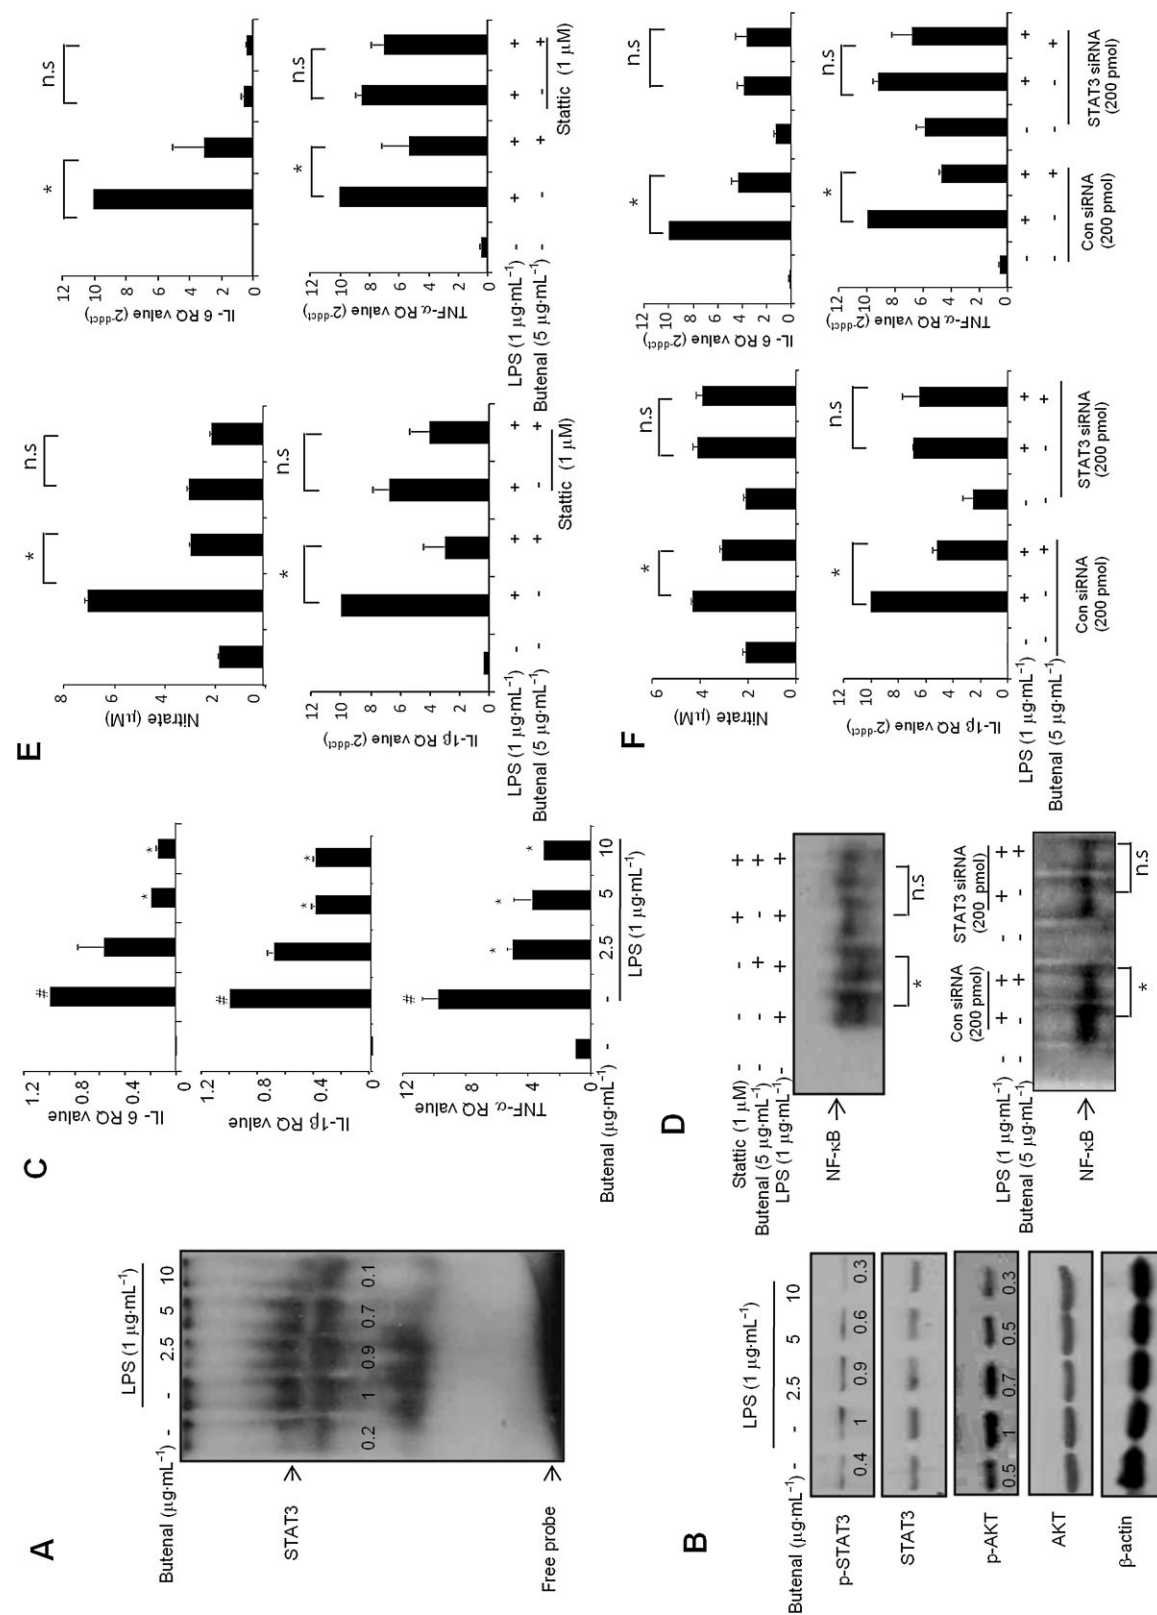 A
LPS (1 µg·mL⁻¹)
Butenal (µg·mL⁻¹) - - 2.5 5 10
STAT3
0.2 1 0.9 0.7 0.1
Free probe
B
LPS (1 µg·mL⁻¹)
Butenal (µg·mL⁻¹) - - 2.5 5 10
p-STAT3
0.4 1 0.9 0.6 0.3
STAT3
p-AKT
0.5 1 0.7 0.5 0.3
AKT
β-actin
C
IL- 6 RQ value
1.2
0.8
0.4
0
# * *
IL-1β RQ value
1.2
0.8
0.4
0
# * *
TNF-α RQ value
12
8
4
0
# * * *
Butenal (µg·mL⁻¹) - - 2.5 5 10
LPS (1 µg·mL⁻¹)
D
Stattic (1 µM) - - - + +
Butenal (5 µg·mL⁻¹) - - + - +
LPS (1 µg·mL⁻¹) - + + + +
NF-κB
* n.s
Con siRNA STAT3 siRNA
(200 pmol) (200 pmol)
LPS (1 µg·mL⁻¹) - + + - + +
Butenal (5 µg·mL⁻¹) - - + - - +
NF-κB
* n.s
E
Nitrate (µM)
8
6
4
2
0
* n.s
IL- 6 RQ value (2⁻ᵈᵈᶜᵗ)
12
10
8
6
4
2
0
* n.s
IL-1β RQ value (2⁻ᵈᵈᶜᵗ)
12
10
8
6
4
2
0
* n.s
LPS (1 µg·mL⁻¹) - + + + +
Butenal (5 µg·mL⁻¹) - - + - +
Stattic (1 µM)
TNF-α RQ value (2⁻ᵈᵈᶜᵗ)
12
10
8
6
4
2
0
* n.s
LPS (1 µg·mL⁻¹) - + + + +
Butenal (5 µg·mL⁻¹) - - + - +
Stattic (1 µM)
F
Nitrate (µM)
6
4
2
0
* n.s
IL- 6 RQ value (2⁻ᵈᵈᶜᵗ)
12
10
8
6
4
2
0
* n.s
IL-1β RQ value (2⁻ᵈᵈᶜᵗ)
12
10
8
6
4
2
0
* n.s
LPS (1 µg·mL⁻¹) - + + - + +
Butenal (5 µg·mL⁻¹) - - + - - +
Con siRNA STAT3 siRNA
(200 pmol) (200 pmol)
TNF-α RQ value (2⁻ᵈᵈᶜᵗ)
12
10
8
6
4
2
0
* n.s
- + + - + +
- - + - - +
Con siRNA STAT3 siRNA
(200 pmol) (200 pmol)